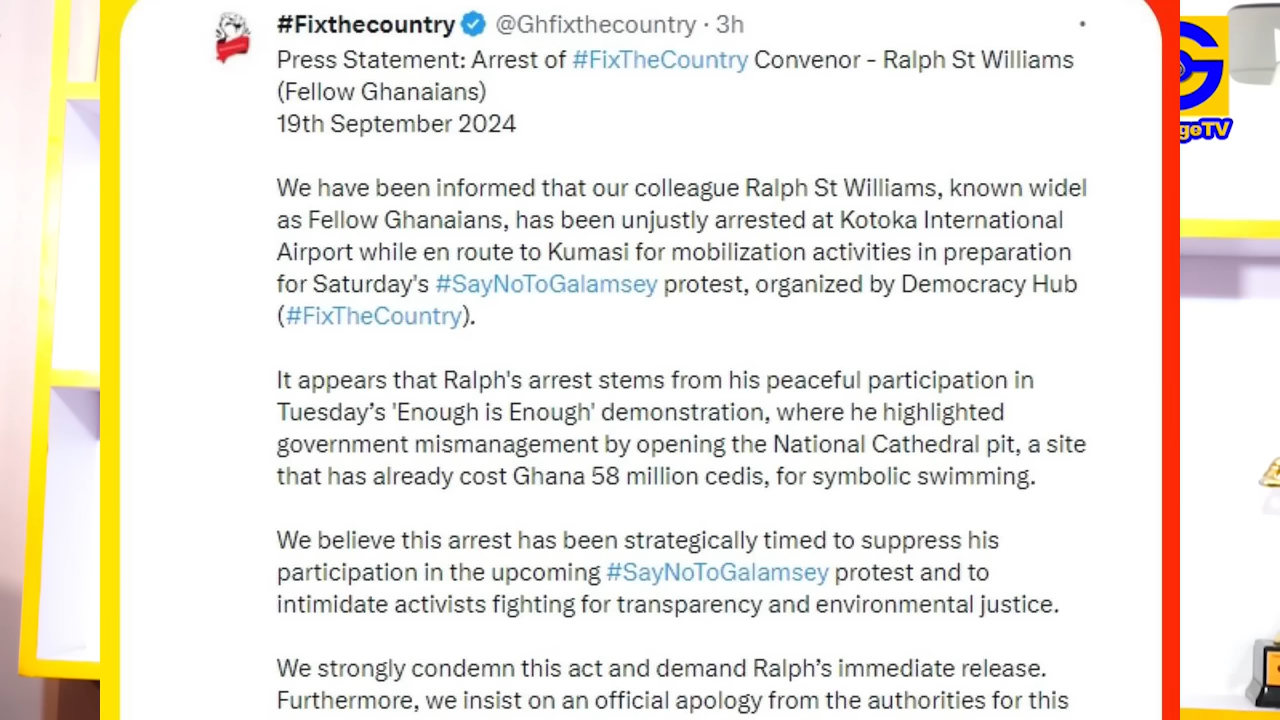 #Fixthecountry @Ghfixthecountry · 3h
Press Statement: Arrest of #FixTheCountry Convenor - Ralph St Williams
(Fellow Ghanaians)
19th September 2024
We have been informed that our colleague Ralph St Williams, known widel
as Fellow Ghanaians, has been unjustly arrested at Kotoka International
Airport while en route to Kumasi for mobilization activities in preparation
for Saturday's #SayNoToGalamsey protest, organized by Democracy Hub
(#FixTheCountry).
It appears that Ralph's arrest stems from his peaceful participation in
Tuesday’s 'Enough is Enough' demonstration, where he highlighted
government mismanagement by opening the National Cathedral pit, a site
that has already cost Ghana 58 million cedis, for symbolic swimming.
We believe this arrest has been strategically timed to suppress his
participation in the upcoming #SayNoToGalamsey protest and to
intimidate activists fighting for transparency and environmental justice.
We strongly condemn this act and demand Ralph’s immediate release.
Furthermore, we insist on an official apology from the authorities for this
geTV